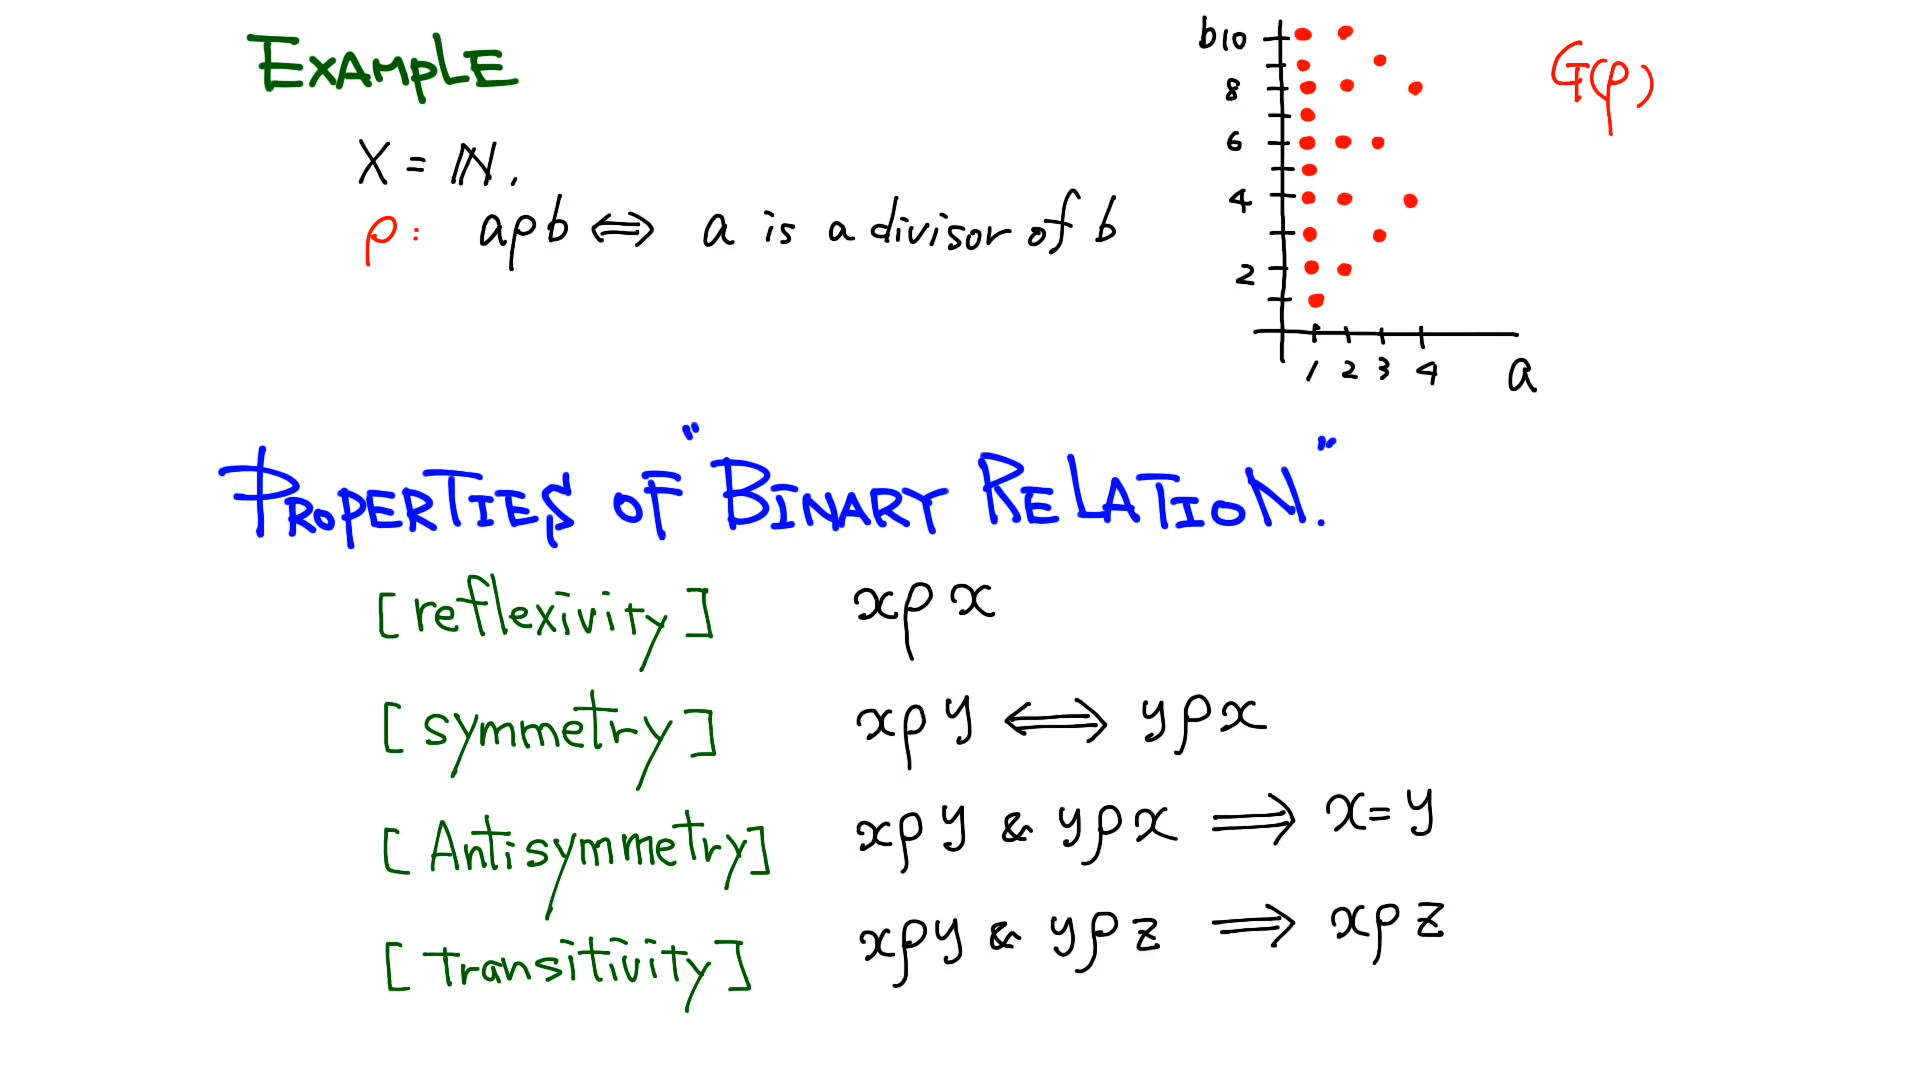 EXAMPLE
X = ℕ.
ρ: aρb ⟺ a is a divisor of b
b 10
8
6
4
2
1 2 3 4 a
G(ρ)
PROPERTIES OF "BINARY RELATION."
[reflexivity] xρx
[symmetry] xρy ⟺ yρx
[Antisymmetry] xρy & yρx ⟹ x=y
[transitivity] xρy & yρz ⟹ xρz